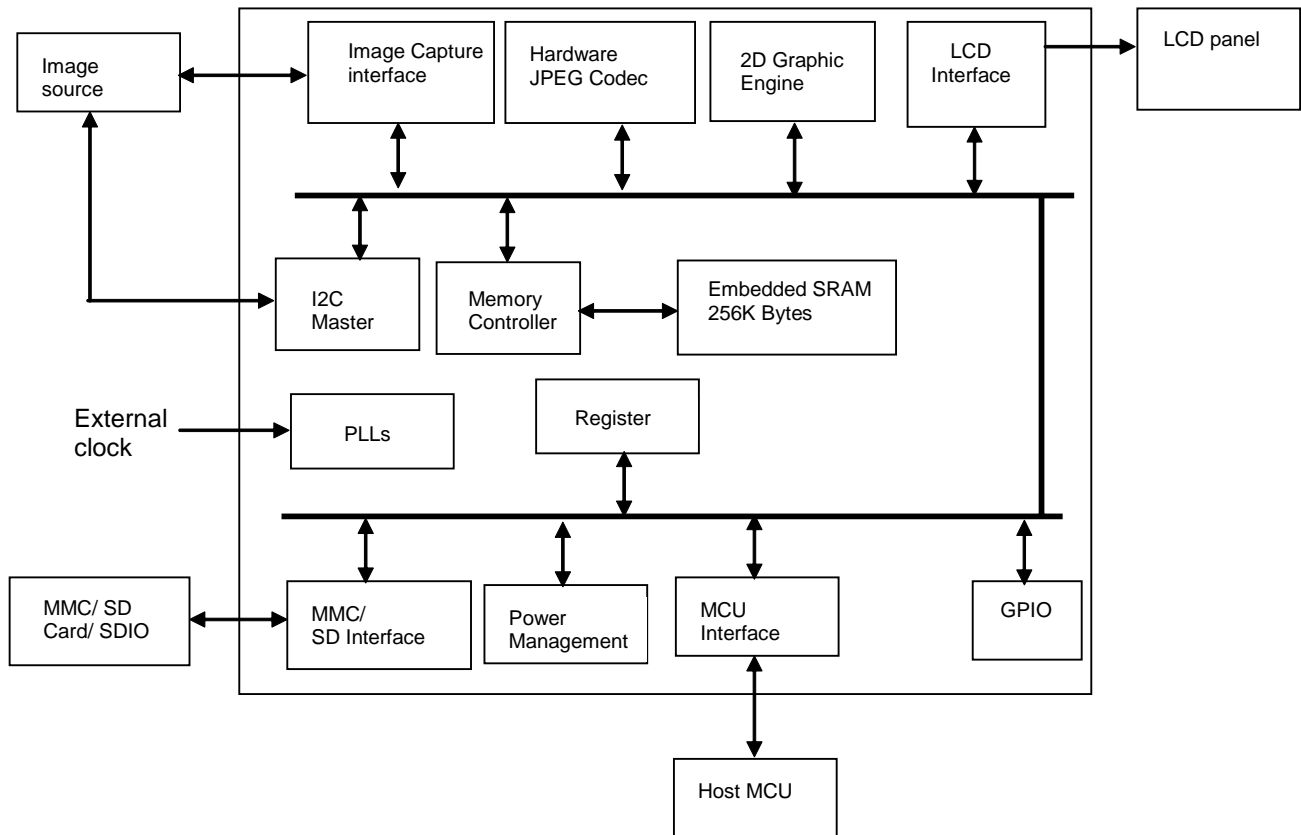 Image
source
Image Capture
interface
Hardware
JPEG Codec
2D Graphic
Engine
LCD
Interface
LCD panel
I2C
Master
Memory
Controller
Embedded SRAM
256K Bytes
External
clock
PLLs
Register
MMC/ SD
Card/ SDIO
MMC/
SD Interface
Power
Management
MCU
Interface
GPIO
Host MCU